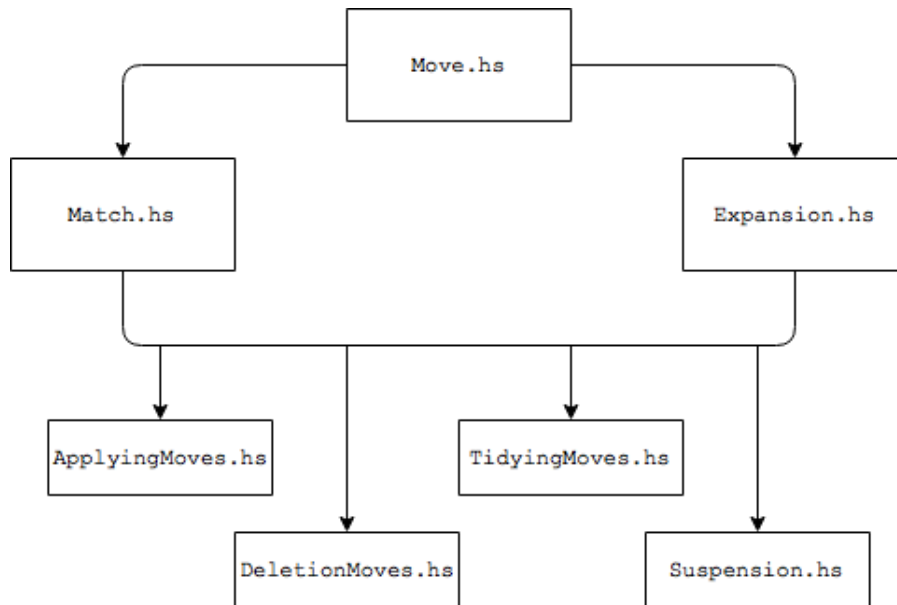 Move.hs
Match.hs
Expansion.hs
ApplyingMoves.hs
TidyingMoves.hs
DeletionMoves.hs
Suspension.hs